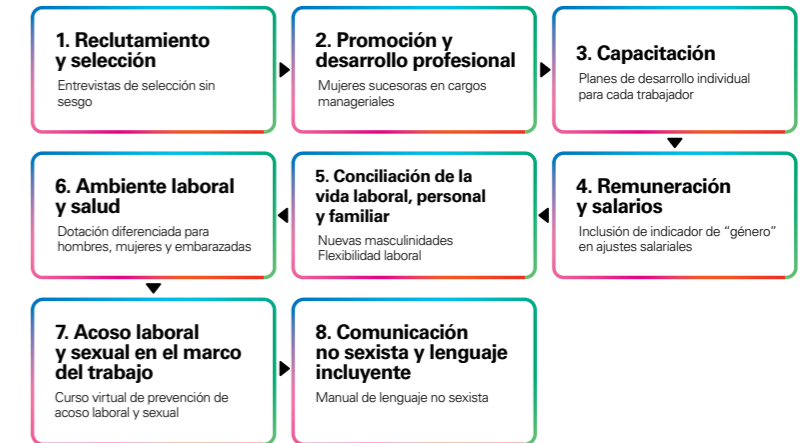 1. Reclutamiento
y selección
Entrevistas de selección sin
sesgo
2. Promoción y
desarrollo profesional
Mujeres sucesoras en cargos
manageriales
3. Capacitación
Planes de desarrollo individual
para cada trabajador
4. Remuneración
y salarios
Inclusión de indicador de “género”
en ajustes salariales
5. Conciliación de la
vida laboral, personal
y familiar
Nuevas masculinidades
Flexibilidad laboral
6. Ambiente laboral
y salud
Dotación diferenciada para
hombres, mujeres y embarazadas
7. Acoso laboral
y sexual en el marco
del trabajo
Curso virtual de prevención de
acoso laboral y sexual
8. Comunicación
no sexista y lenguaje
incluyente
Manual de lenguaje no sexista